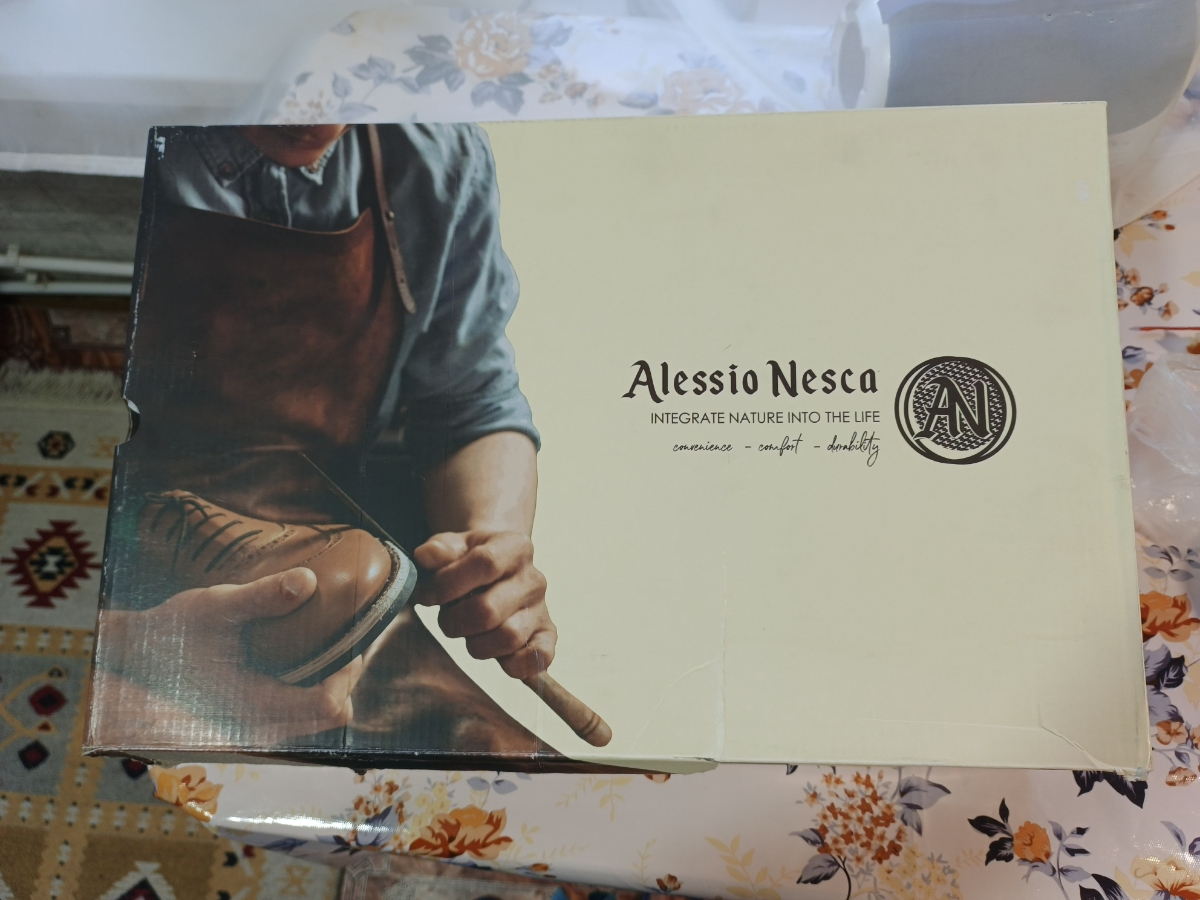 Alessio Nesca
INTEGRATE NATURE INTO THE LIFE
convenience - comfort - durability
AN